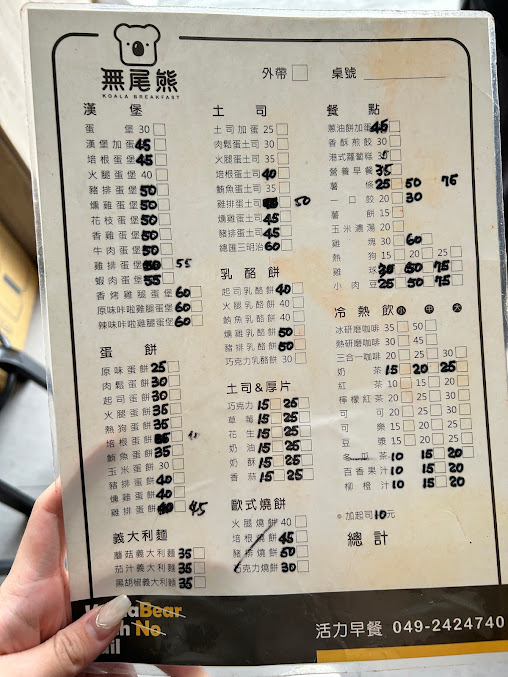 無尾熊
KOALA BREAKFAST
外帶 桌號
漢堡
蛋堡 30
漢堡加蛋 45
培根蛋堡 45
火腿蛋堡 40
豬排蛋堡 50
燻雞蛋堡 50
花枝蛋堡 50
香雞蛋堡 50
牛肉蛋堡 50
雞排蛋堡 55
蝦肉蛋堡 55
香烤雞腿蛋堡 60
原味咔啦雞腿蛋堡 60
辣味咔啦雞腿蛋堡 60
蛋餅
原味蛋餅 25
肉鬆蛋餅 30
起司蛋餅 30
火腿蛋餅 35
熱狗蛋餅 35
培根蛋餅
鮪魚蛋餅 35
玉米蛋餅 30
豬排蛋餅 40
燻雞蛋餅 40
雞排蛋餅 45
義大利麵
蘑菇義大利麵 35
茄汁義大利麵 35
黑胡椒義大利麵 35
土司
土司加蛋 25
肉鬆蛋土司 30
火腿蛋土司 35
培根蛋土司 40
鮪魚蛋土司 35
雞排蛋土司 50
燻雞蛋土司 45
豬排蛋土司 45
總匯三明治 60
乳酪餅
起司乳酪餅 40
火腿乳酪餅 40
鮪魚乳酪餅 40
燻雞乳酪餅 50
豬排乳酪餅 50
巧克力乳酪餅 30
土司&厚片
巧克力 15 25
草莓 15 25
花生 15 25
奶油 15 25
奶酥 15 25
香蒜 15 25
歐式燒餅
火腿燒餅 40
培根燒餅 45
豬排燒餅 50
巧克力燒餅 30
餐點
蔥油餅加蛋 45
香酥煎餃 30
港式蘿蔔糕 35
營養早餐 35
薯條 25 50 75
一口餃 20 30
薯餅 15
玉米濃湯 20
雞塊 30 60
熱狗 15 20 25
雞球 30 50 75
小肉豆 25 50 75
冷熱飲 小 中 大
冰研磨咖啡 35 50
熱研磨咖啡 30 45
三合一咖啡 20 25 30
奶茶 15 20 25
紅茶 10 15 20
檸檬紅茶 20 25 30
可可 20 25 30
可樂 15 20 25
豆漿 15 20 25
冬瓜茶 10 15 20
百香果汁 10 15 20
柳橙汁 10 15 20
加起司10元
總計
Bear
No
活力早餐 049-2424740